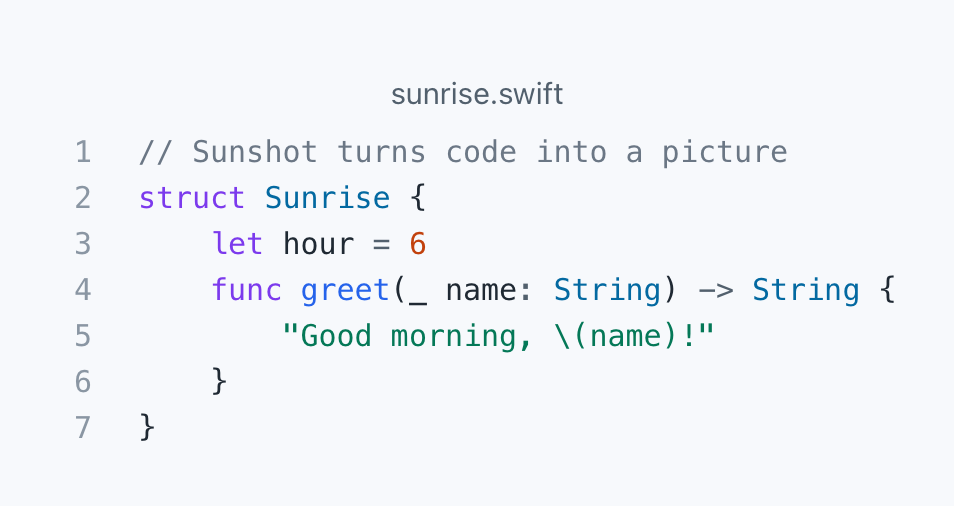 sunrise.swift
1 // Sunshot turns code into a picture
2 struct Sunrise {
3     let hour = 6
4     func greet(_ name: String) -> String {
5         "Good morning, \(name)!"
6     }
7 }